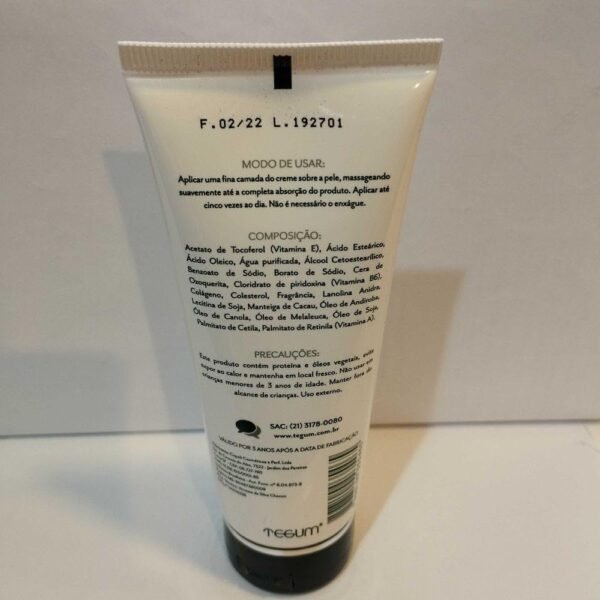 F.02/22 L.192701
MODO DE USAR:
Aplicar uma fina camada do creme sobre a pele, massageando
suavemente até a completa absorção do produto. Aplicar até
cinco vezes ao dia. Não é necessário o enxágue.
COMPOSIÇÃO:
Acetato de Tocoferol (Vitamina E), Ácido Esteárico,
Ácido Oleico, Água purificada, Álcool Cetoestearílico,
Benzoato de Sódio, Borato de Sódio, Cera de
Ozoquerita, Cloridrato de piridoxina (Vitamina B6),
Colágeno, Colesterol, Fragrância, Lanolina Anidra,
Lecitina de Soja, Manteiga de Cacau, Óleo de Andiroba,
Óleo de Canola, Óleo de Melaleuca, Óleo de Soja,
Palmitato de Cetila, Palmitato de Retinila (Vitamina A).
PRECAUÇÕES:
Este produto contém proteína e óleos vegetais, evite
expor ao calor e mantenha em local fresco. Não usar em
crianças menores de 3 anos de idade. Manter fora do
alcance de crianças. Uso externo.
SAC: (21) 3178-0080
www.tegum.com.br
VÁLIDO POR 3 ANOS APÓS A DATA DE FABRICAÇÃO
Cosméticos e Perf. Ltda
TEGUM